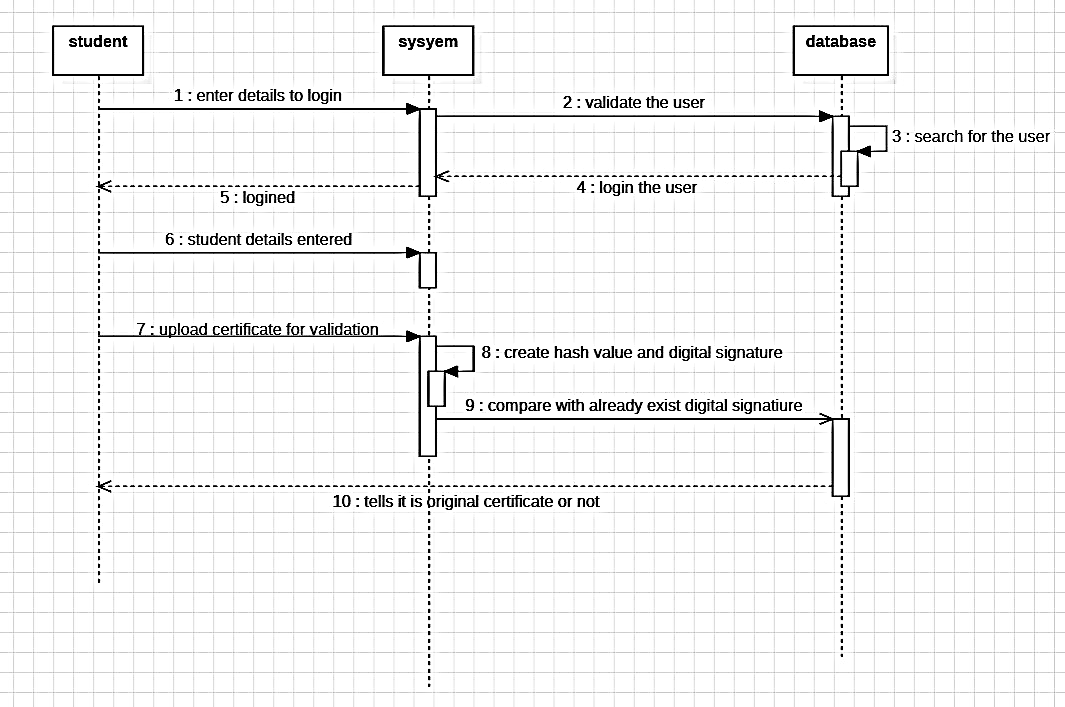 student
sysyem
database
1 : enter details to login
2 : validate the user
3 : search for the user
4 : login the user
5 : logined
6 : student details entered
7 : upload certificate for validation
8 : create hash value and digital signature
9 : compare with already exist digital signatiure
10 : tells it is original certificate or not